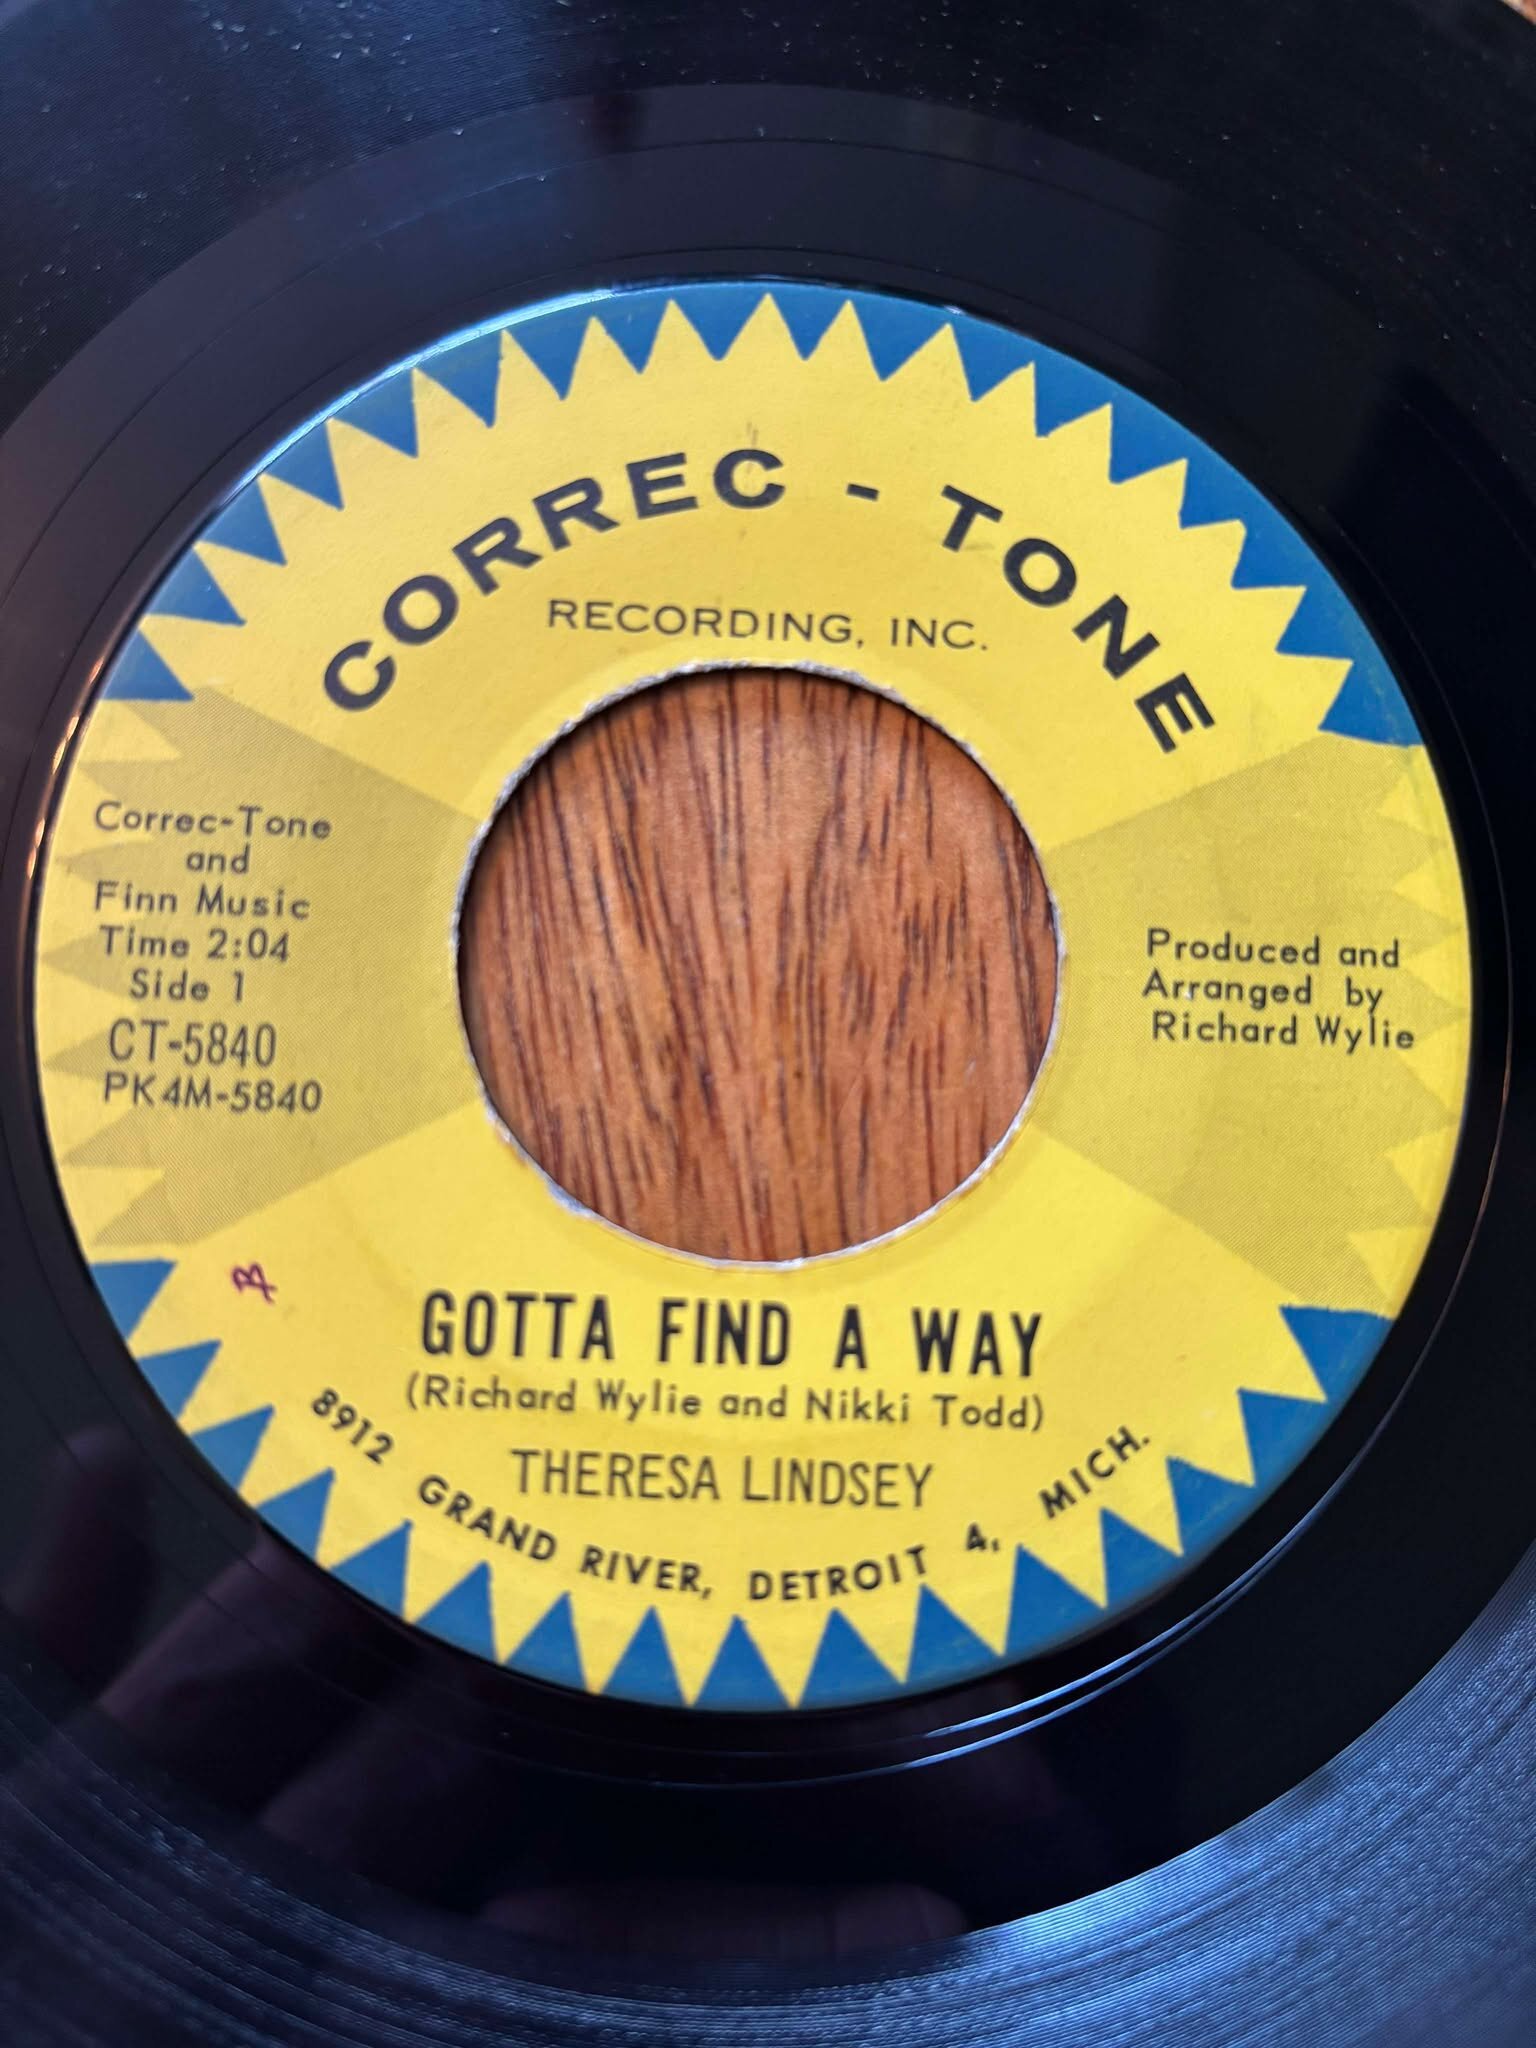 CORREC - TONE
RECORDING, INC.
Correc-Tone
and
Finn Music
Time 2:04
Side 1
CT-5840
PK4M-5840
Produced and
Arranged by
Richard Wylie
GOTTA FIND A WAY
(Richard Wylie and Nikki Todd)
THERESA LINDSEY
8912 GRAND RIVER, DETROIT 4, MICH.